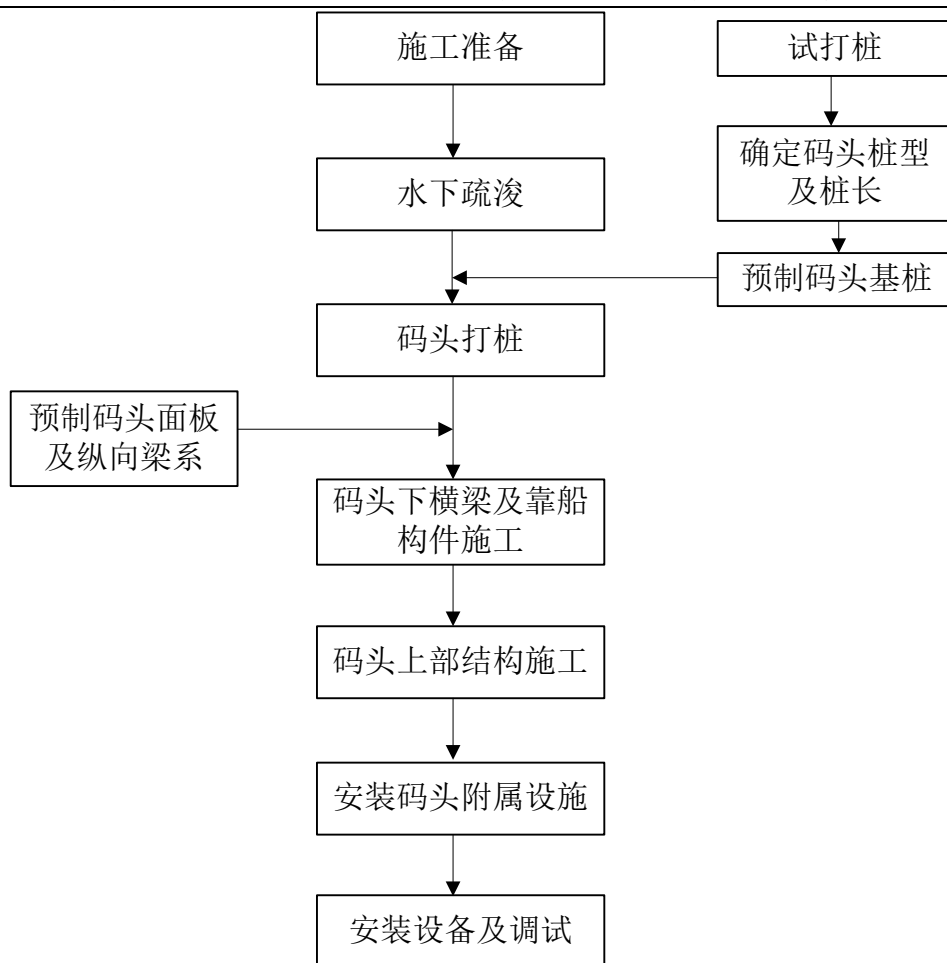 施工准备
试打桩
水下疏浚
确定码头桩型
及桩长
预制码头基桩
码头打桩
预制码头面板
及纵向梁系
码头下横梁及靠船
构件施工
码头上部结构施工
安装码头附属设施
安装设备及调试